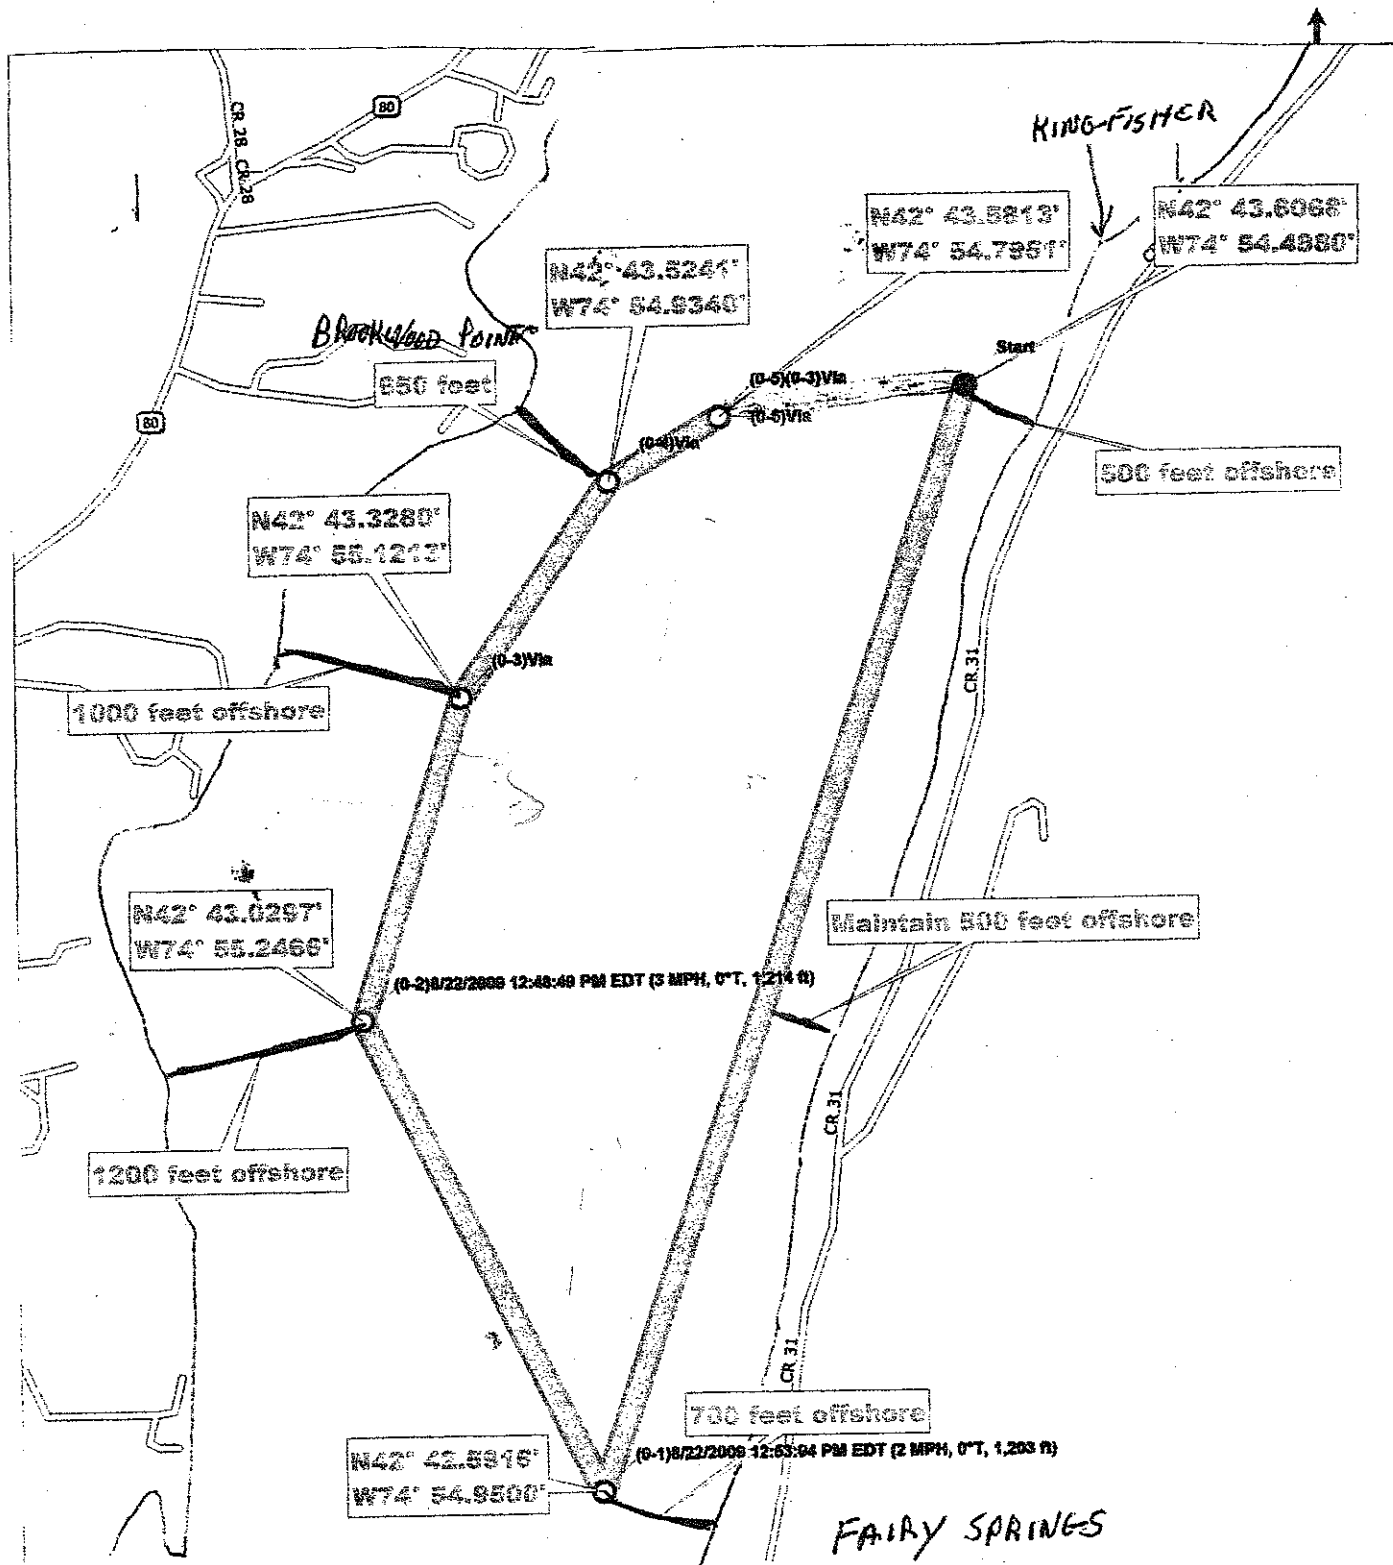 80
CR 28 CR 28
KING-FISHER
N42° 43.5813'
W74° 54.7951'
N42° 43.6068'
W74° 54.4980'
N42° 43.5241'
W74° 54.9340'
BROOKWOOD POINT
850 feet
Start
(0-5)(0-3)Via
(0-6)Via
(0-4)Via
80
500 feet offshore
N42° 43.3280'
W74° 55.1213'
(0-3)Via
CR 31
1000 feet offshore
N42° 43.0297'
W74° 55.2466'
Maintain 500 feet offshore
(0-2)8/22/2009 12:48:49 PM EDT (3 MPH, 0°T, 1,214 ft)
CR 31
1200 feet offshore
CR 31
700 feet offshore
(0-1)8/22/2009 12:53:04 PM EDT (2 MPH, 0°T, 1,203 ft)
N42° 42.5916'
W74° 54.9500'
FAIRY SPRINGS